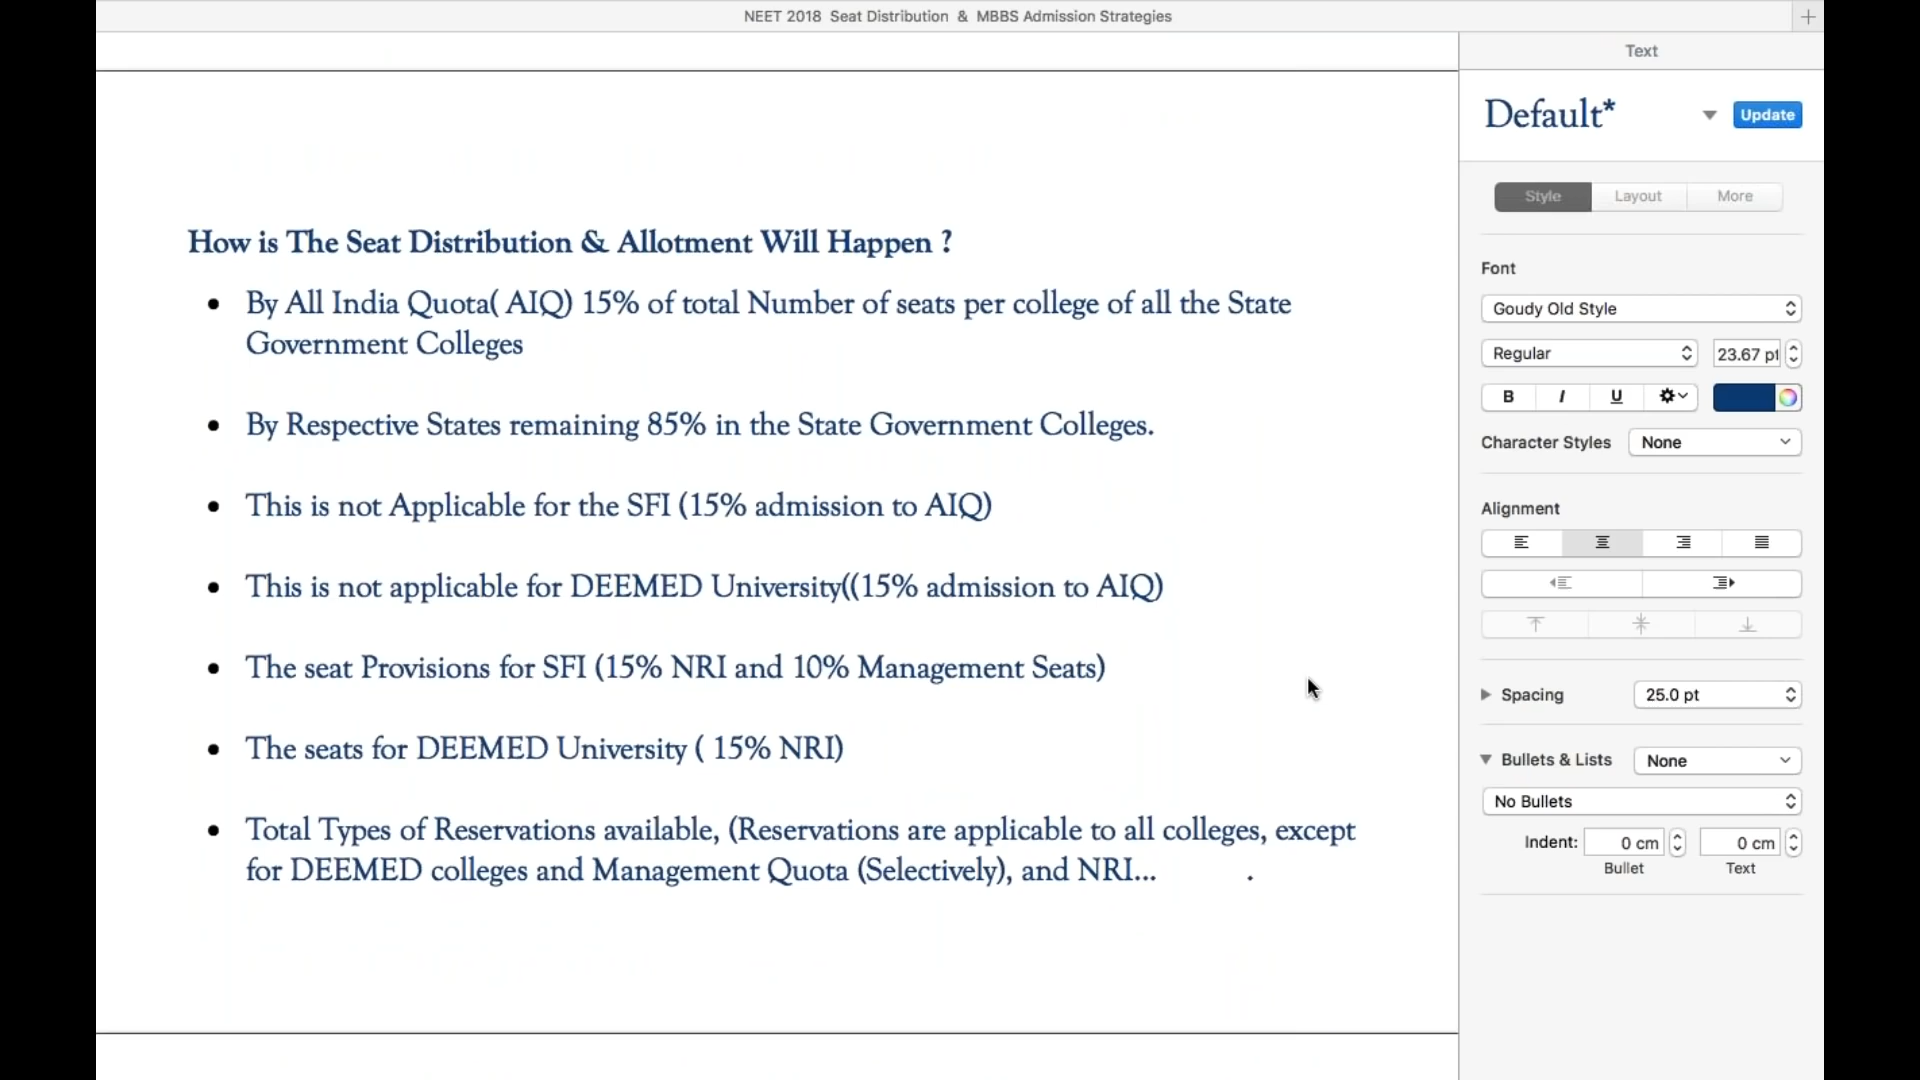 NEET 2018 Seat Distribution & MBBS Admission Strategies
Text
Default*
Update
Style Layout More
How is The Seat Distribution & Allotment Will Happen ?
• By All India Quota( AIQ) 15% of total Number of seats per college of all the State
Government Colleges
• By Respective States remaining 85% in the State Government Colleges.
• This is not Applicable for the SFI (15% admission to AIQ)
• This is not applicable for DEEMED University((15% admission to AIQ)
• The seat Provisions for SFI (15% NRI and 10% Management Seats)
• The seats for DEEMED University ( 15% NRI)
• Total Types of Reservations available, (Reservations are applicable to all colleges, except
for DEEMED colleges and Management Quota (Selectively), and NRI... .
Font
Goudy Old Style
Regular 23.67 pt
B I U
Character Styles None
Alignment
Spacing 25.0 pt
Bullets & Lists None
No Bullets
Indent: 0 cm 0 cm
Bullet Text